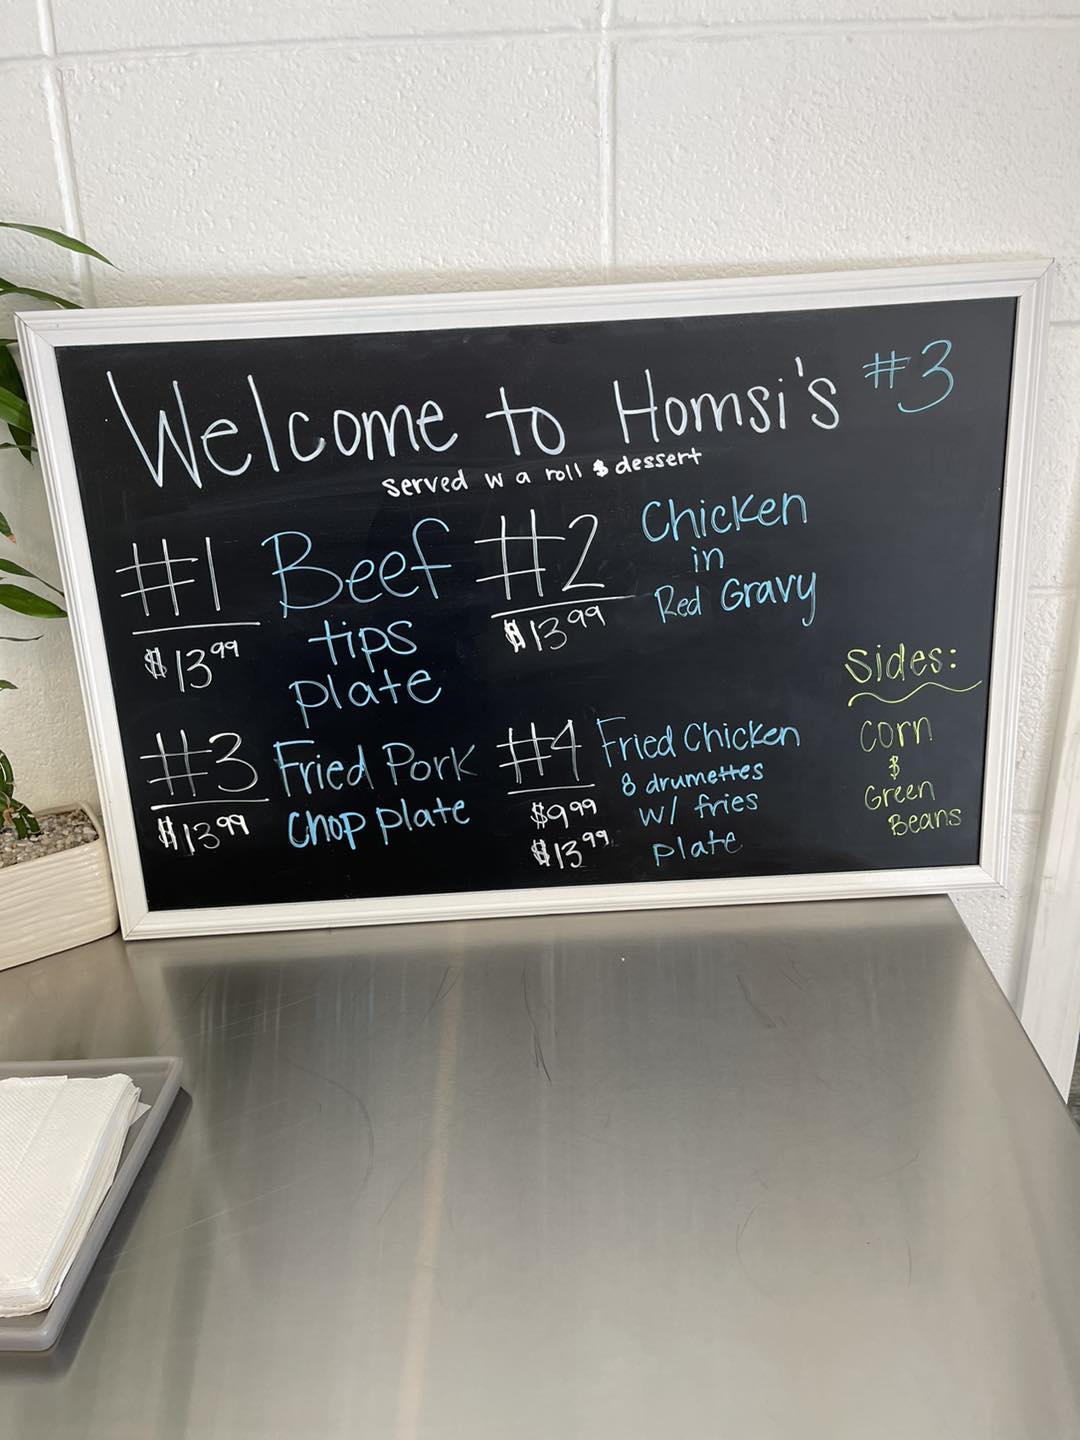 Welcome to Homsi's #3
served w a roll & dessert
#1 Beef
tips
plate
$13.99
#2 Chicken
in
Red Gravy
$13.99
#3 Fried Pork
Chop plate
$13.99
#4 Fried Chicken
8 drumettes
$9.99 w/ fries
$13.99 plate
Sides:
Corn
&
Green
Beans